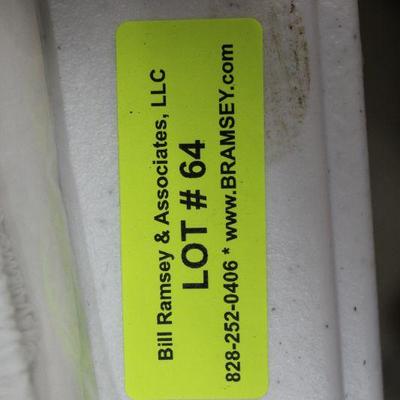 Bill Ramsey & Associates, LLC
LOT # 64
828-252-0406 * www.BRAMSEY.com